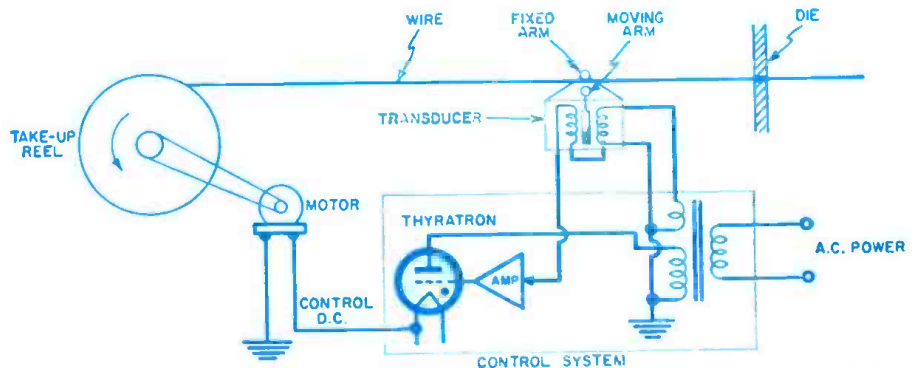 WIRE
FIXED
ARM
MOVING
ARM
DIE
TRANSDUCER
TAKE-UP
REEL
MOTOR
THYRATRON
AMP
A.C. POWER
CONTROL
D.C.
CONTROL SYSTEM